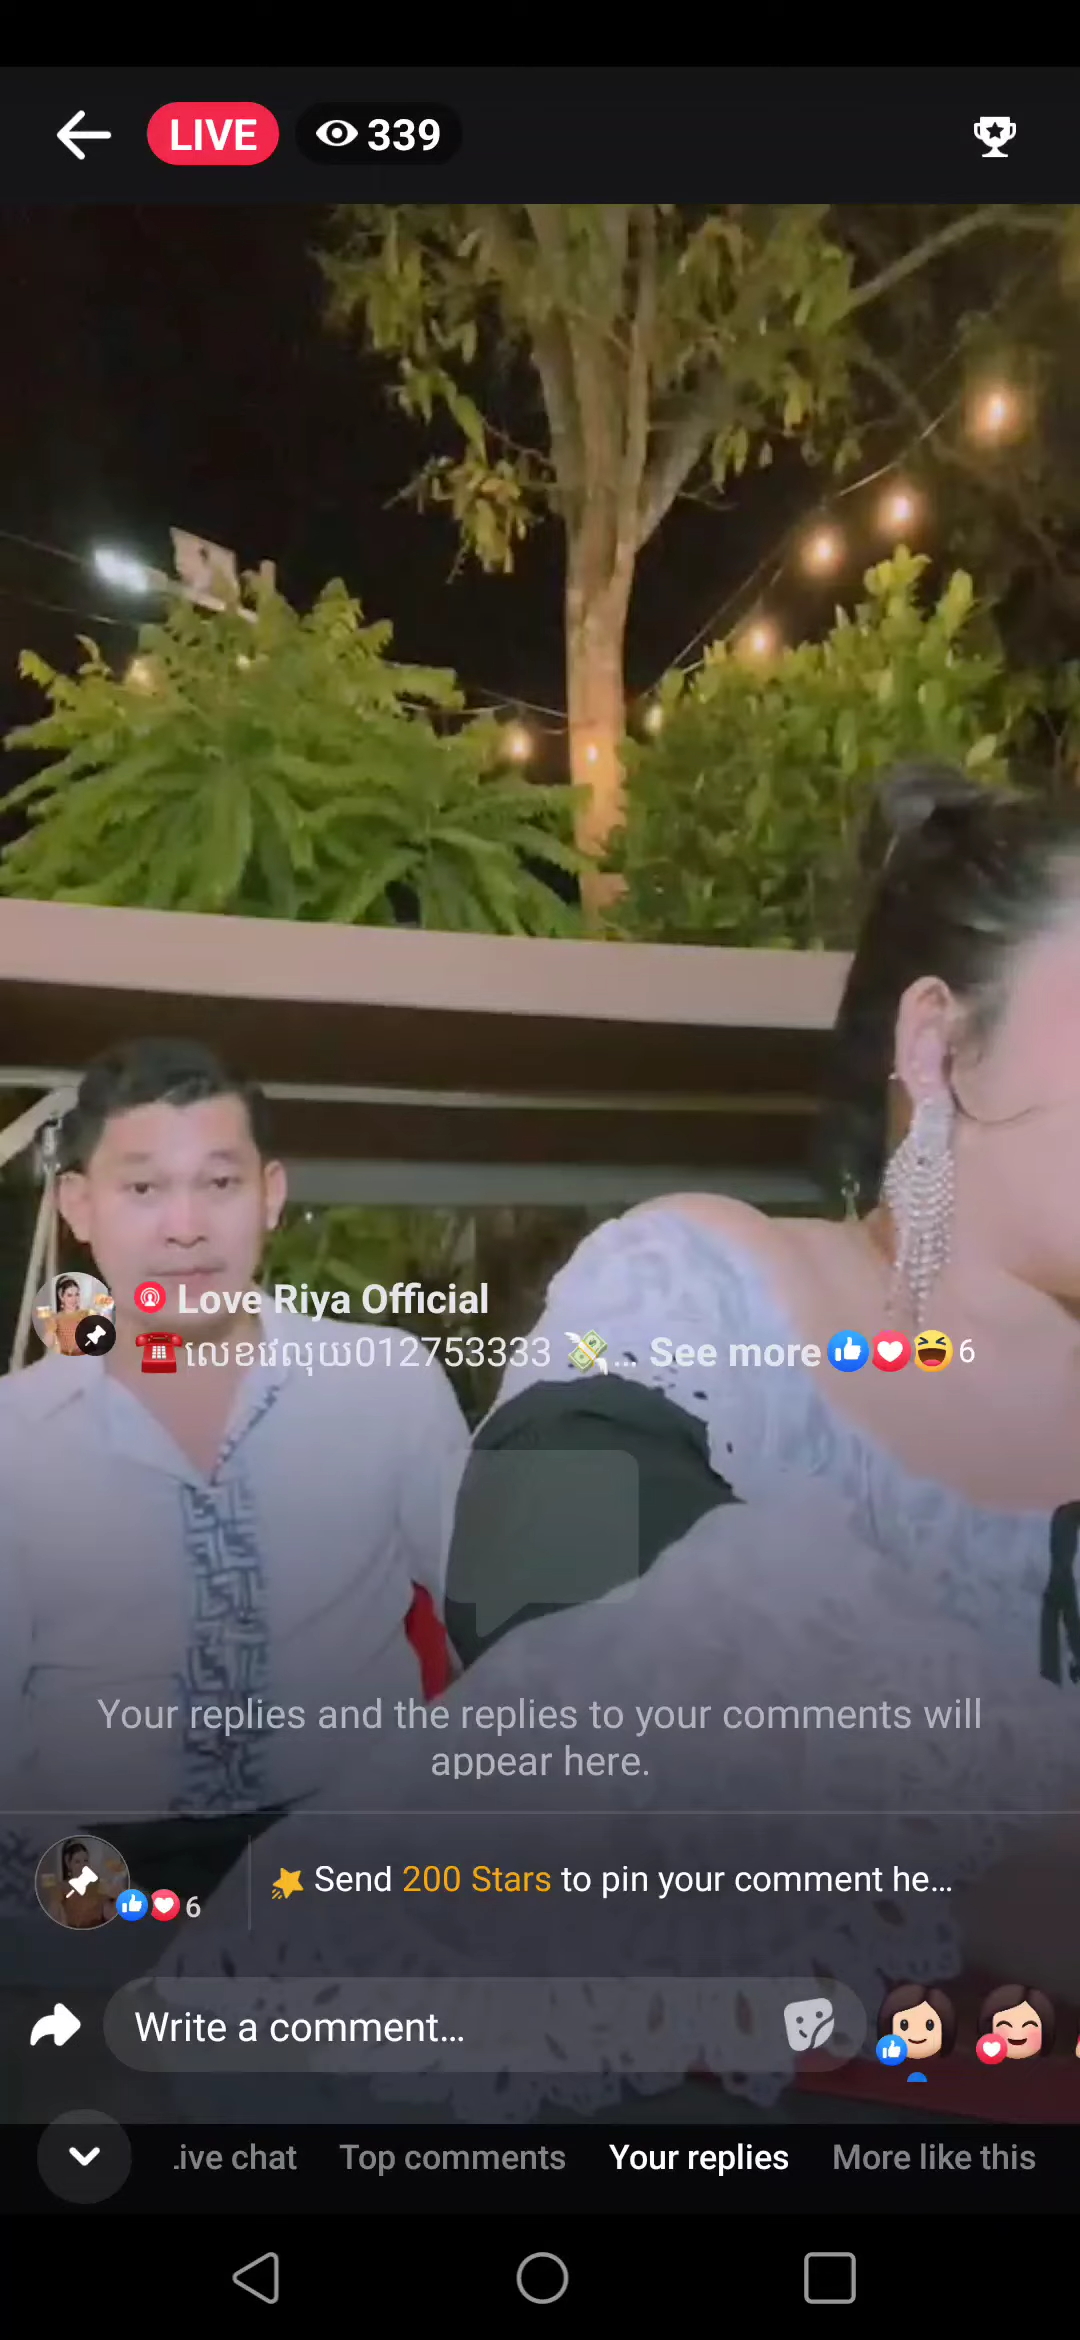 LIVE 339
Love Riya Official
☎️លេខវេលុយ012753333 💸... See more 6
Your replies and the replies to your comments will
appear here.
6 Send 200 Stars to pin your comment he...
Write a comment...
.ive chat Top comments Your replies More like this